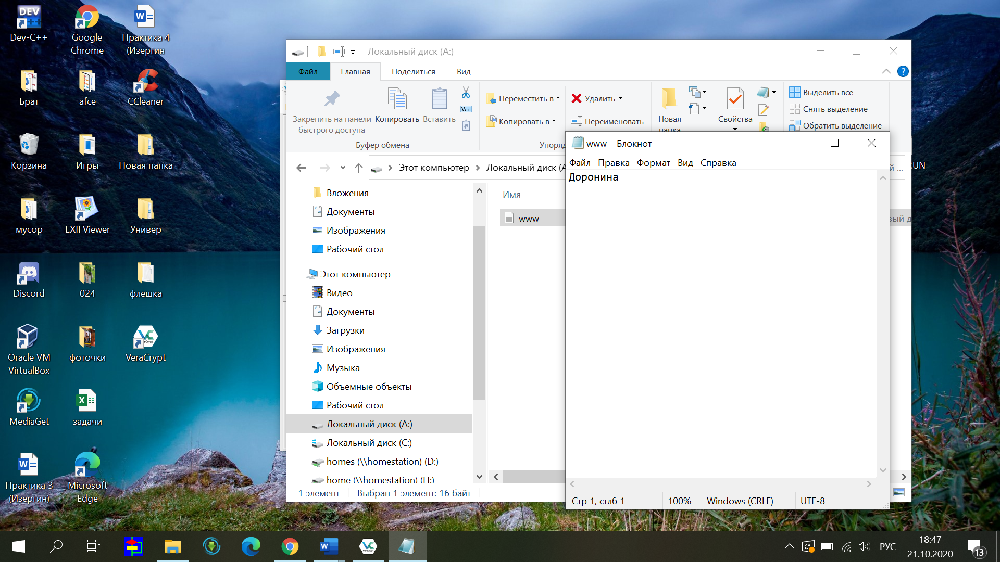 Dev-C++
Google
Chrome
Практика 4
(Изергин
Брат
afce
CCleaner
Корзина
Игры
Новая папка
мусор
EXIFViewer
Универ
Discord
024
флешка
Oracle VM
VirtualBox
фоточки
VeraCrypt
MediaGet
задачи
Практика 3
(Изергин)
Microsoft
Edge
Локальный диск (A:)
Файл Главная Поделиться Вид
Закрепить на панели
быстрого доступа
Копировать
Вставить
Буфер обмена
Переместить в
Копировать в
Удалить
Переименовать
Упоряд
Новая
папка
Свойства
Выделить все
Снять выделение
Обратить выделение
Этот компьютер Локальный диск (A
Вложения
Документы
Изображения
Рабочий стол
Этот компьютер
Видео
Документы
Загрузки
Изображения
Музыка
Объемные объекты
Рабочий стол
Локальный диск (A:)
Локальный диск (C:)
homes (\\homestation) (D:)
home (\\homestation) (H:)
Имя
www
1 элемент Выбран 1 элемент: 16 байт
www – Блокнот
Файл Правка Формат Вид Справка
Доронина
Стр 1, стлб 1 100% Windows (CRLF) UTF-8
РУС
18:47
21.10.2020
13